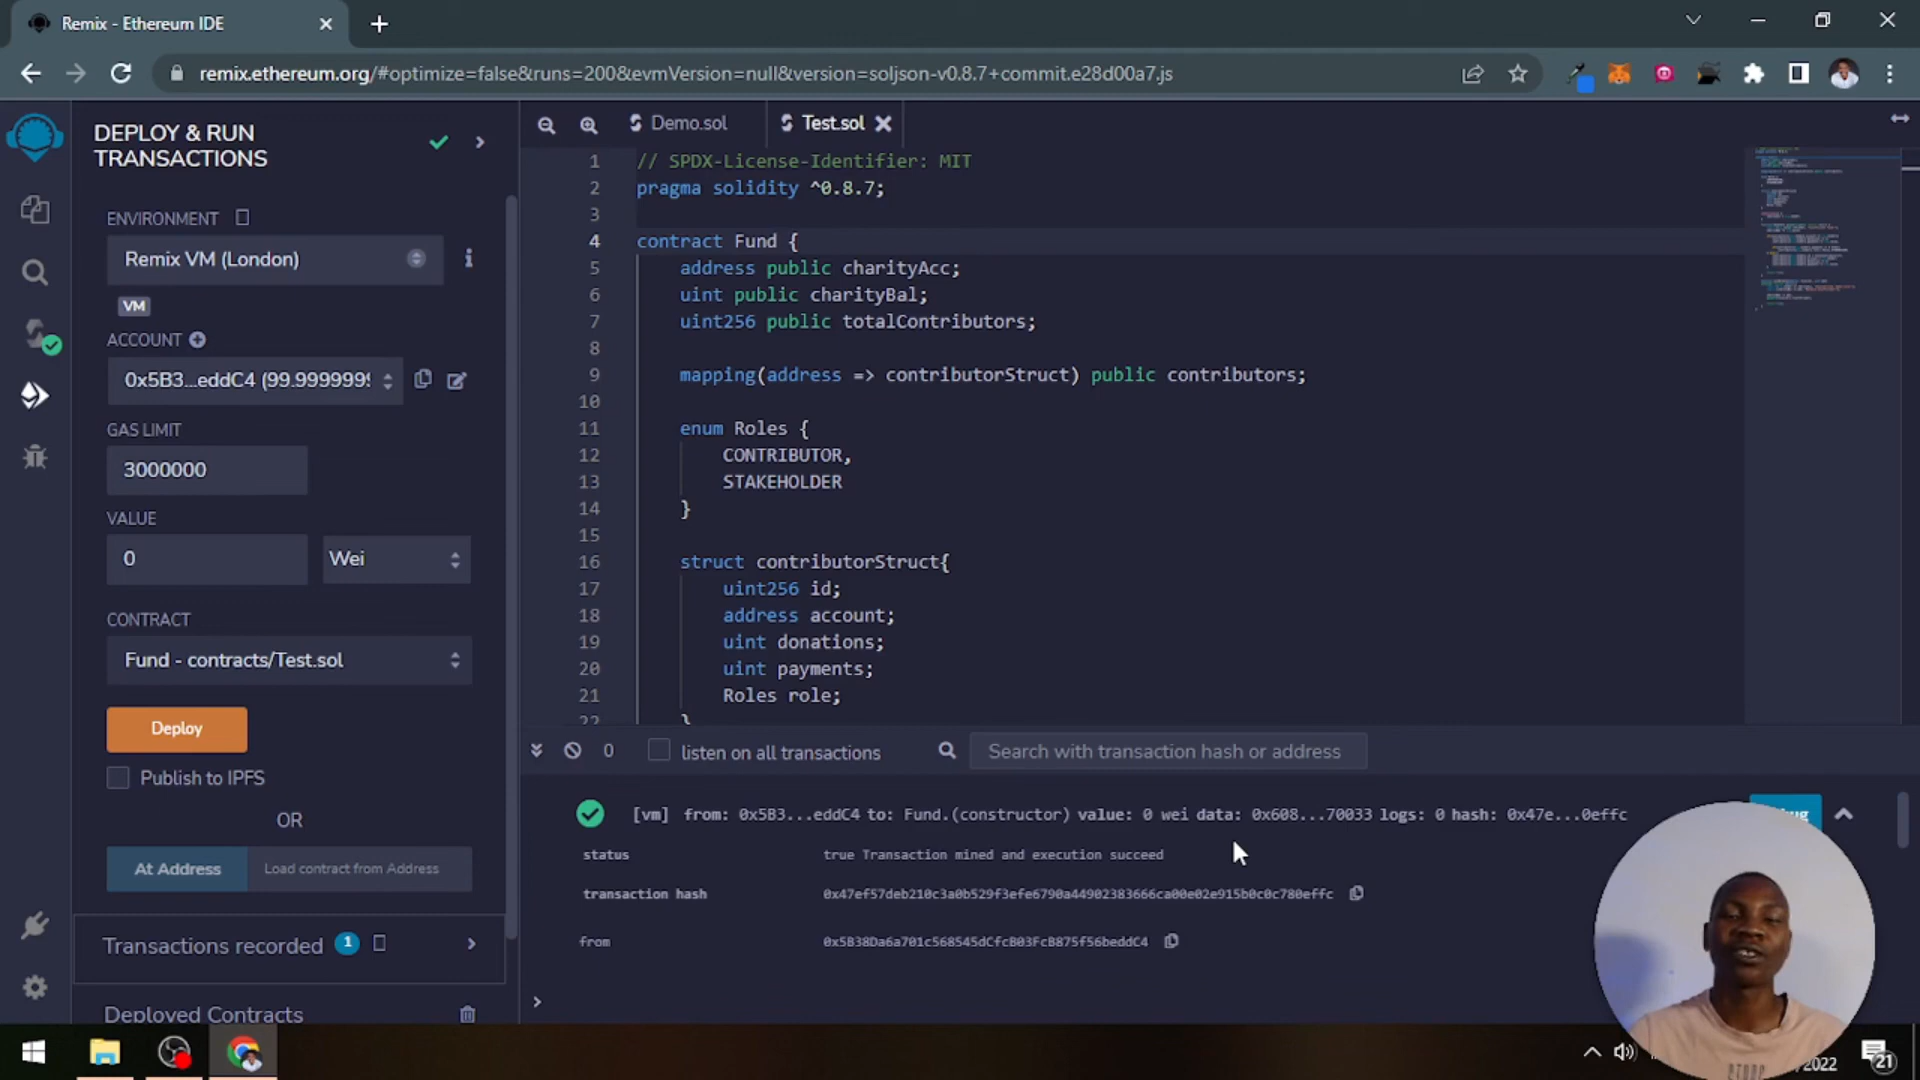 Remix - Ethereum IDE
remix.ethereum.org/#optimize=false&runs=200&evmVersion=null&version=soljson-v0.8.7+commit.e28d00a7.js
DEPLOY & RUN
TRANSACTIONS
ENVIRONMENT
Remix VM (London)
VM
ACCOUNT
0x5B3...eddC4 (99.9999999
GAS LIMIT
3000000
VALUE
0
Wei
CONTRACT
Fund - contracts/Test.sol
Deploy
Publish to IPFS
OR
At Address
Load contract from Address
Transactions recorded 1
Deployed Contracts
Demo.sol
Test.sol
1 // SPDX-License-Identifier: MIT
2 pragma solidity ^0.8.7;
3
4 contract Fund {
5 address public charityAcc;
6 uint public charityBal;
7 uint256 public totalContributors;
8
9 mapping(address => contributorStruct) public contributors;
10
11 enum Roles {
12 CONTRIBUTOR,
13 STAKEHOLDER
14 }
15
16 struct contributorStruct{
17 uint256 id;
18 address account;
19 uint donations;
20 uint payments;
21 Roles role;
22 }
0
listen on all transactions
Search with transaction hash or address
[vm] from: 0x5B3...eddC4 to: Fund.(constructor) value: 0 wei data: 0x608...70033 logs: 0 hash: 0x47e...0effc
status true Transaction mined and execution succeed
transaction hash 0x47ef57deb210c3a0b529f3efe6790a44902383666ca00e02e915b0c0c780effc
from 0x5B38Da6a701c568545dCfcB03FcB875f56beddC4
>
2022
21